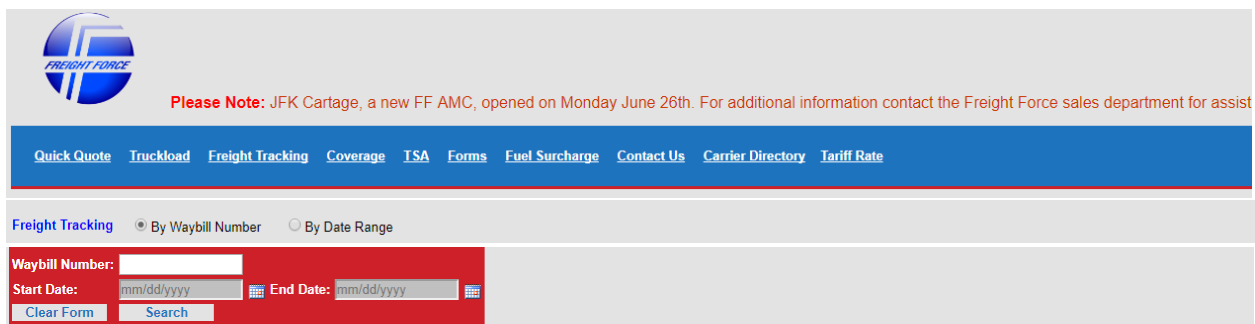 FREIGHT FORCE
Please Note: JFK Cartage, a new FF AMC, opened on Monday June 26th. For additional information contact the Freight Force sales department for assist
Quick Quote Truckload Freight Tracking Coverage TSA Forms Fuel Surcharge Contact Us Carrier Directory Tariff Rate
Freight Tracking By Waybill Number By Date Range
Waybill Number:
Start Date: mm/dd/yyyy End Date: mm/dd/yyyy
Clear Form Search